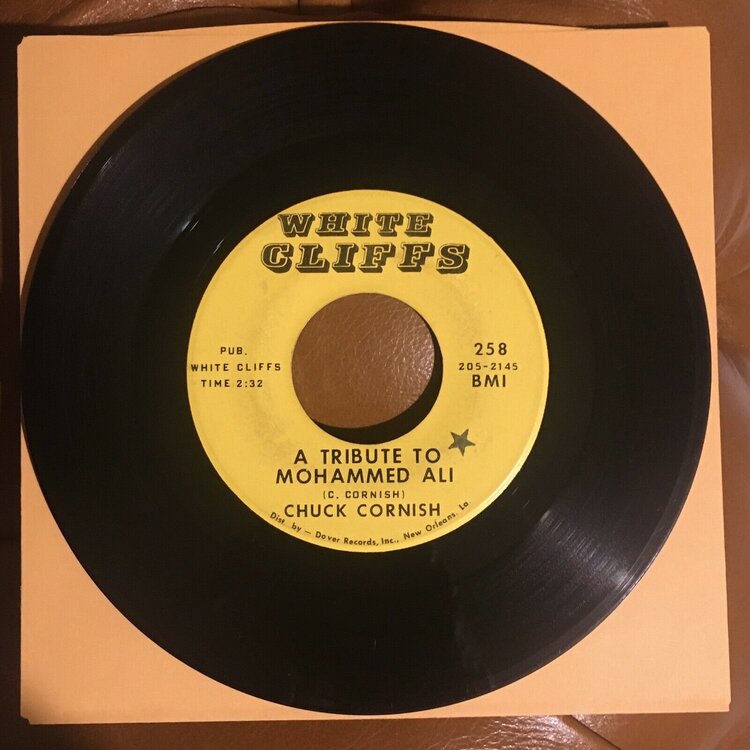 WHITE
CLIFFS
PUB.
WHITE CLIFFS
TIME 2:32
258
205-2145
BMI
A TRIBUTE TO
MOHAMMED ALI
(C. CORNISH)
CHUCK CORNISH
Dist. by — Dover Records, Inc., New Orleans, La.